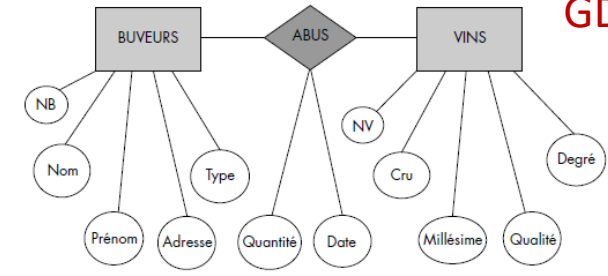 GD
BUVEURS
ABUS
VINS
NB
NV
Nom
Type
Cru
Degré
Prénom
Adresse
Quantité
Date
Millésime
Qualité